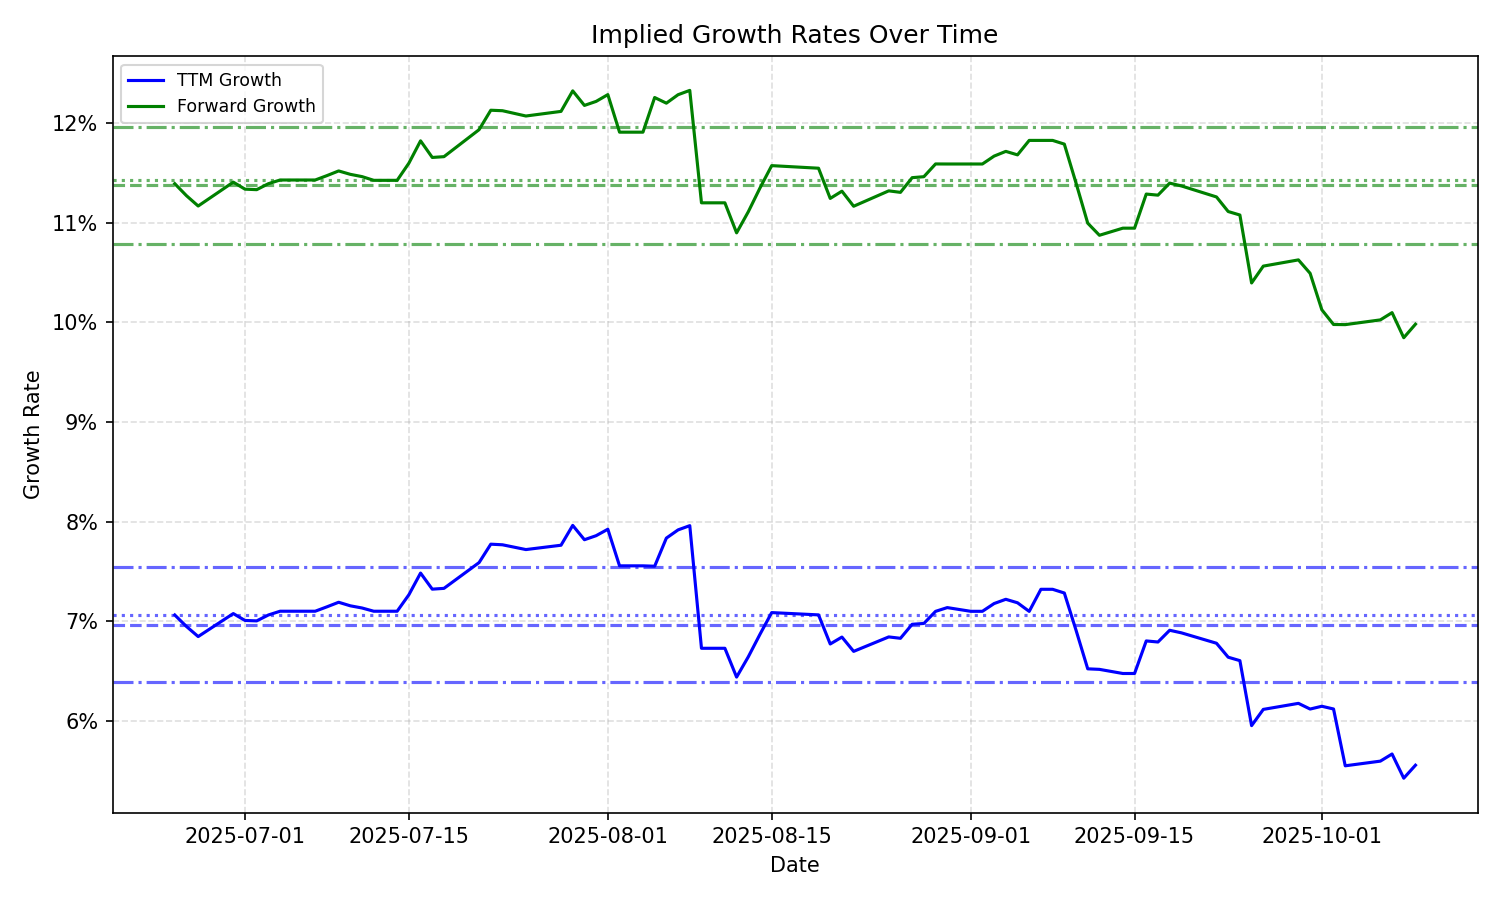 Implied Growth Rates Over Time
TTM Growth
Forward Growth
12%
11%
10%
9%
8%
7%
6%
Growth Rate
2025-07-01 2025-07-15 2025-08-01 2025-08-15 2025-09-01 2025-09-15 2025-10-01
Date